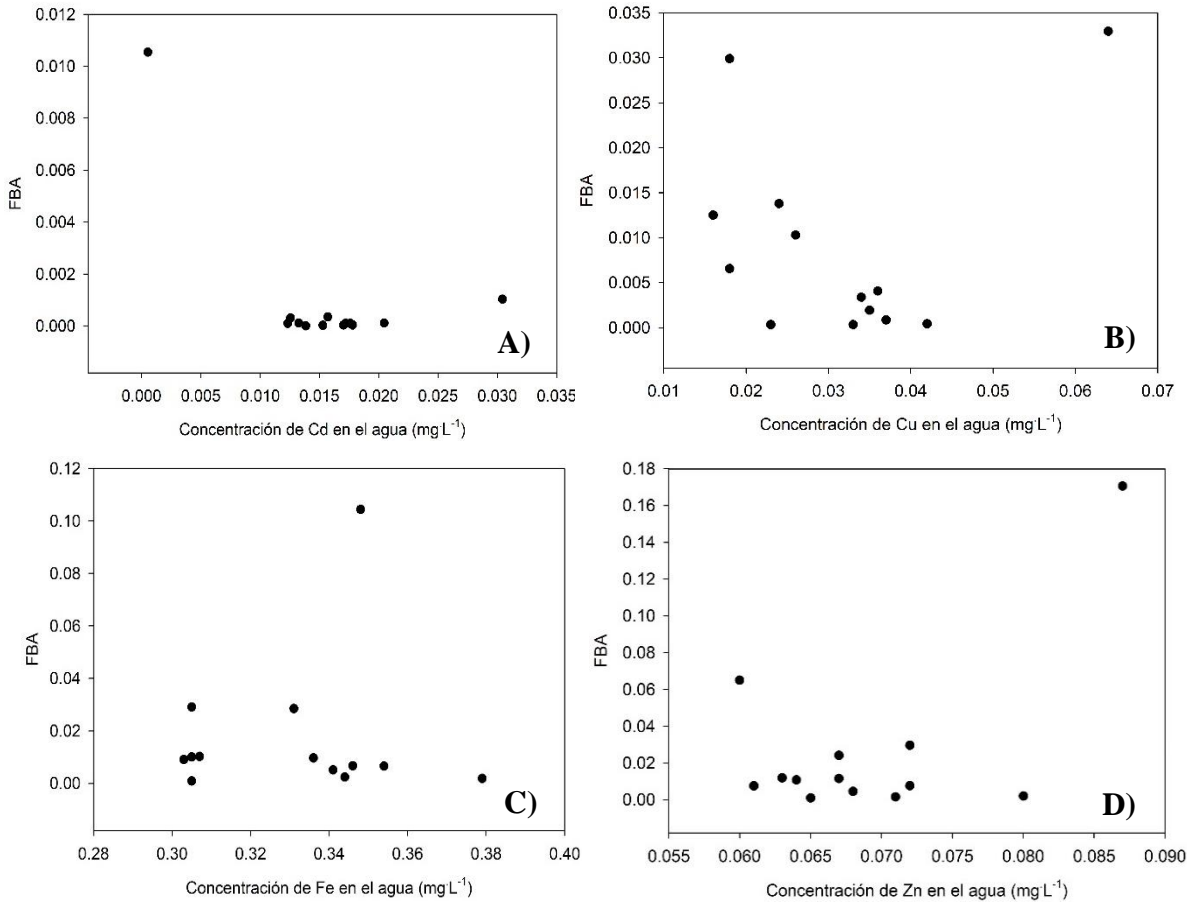 0.012
0.010
0.008
0.006
0.004
0.002
0.000
FBA
A)
0.000 0.005 0.010 0.015 0.020 0.025 0.030 0.035
Concentración de Cd en el agua (mg.L-1)
0.035
0.030
0.025
0.020
0.015
0.010
0.005
0.000
FBA
B)
0.01 0.02 0.03 0.04 0.05 0.06 0.07
Concentración de Cu en el agua (mg.L-1)
0.12
0.10
0.08
0.06
0.04
0.02
0.00
FBA
C)
0.28 0.30 0.32 0.34 0.36 0.38 0.40
Concentración de Fe en el agua (mg.L-1)
0.18
0.16
0.14
0.12
0.10
0.08
0.06
0.04
0.02
0.00
FBA
D)
0.055 0.060 0.065 0.070 0.075 0.080 0.085 0.090
Concentración de Zn en el agua (mg.L-1)